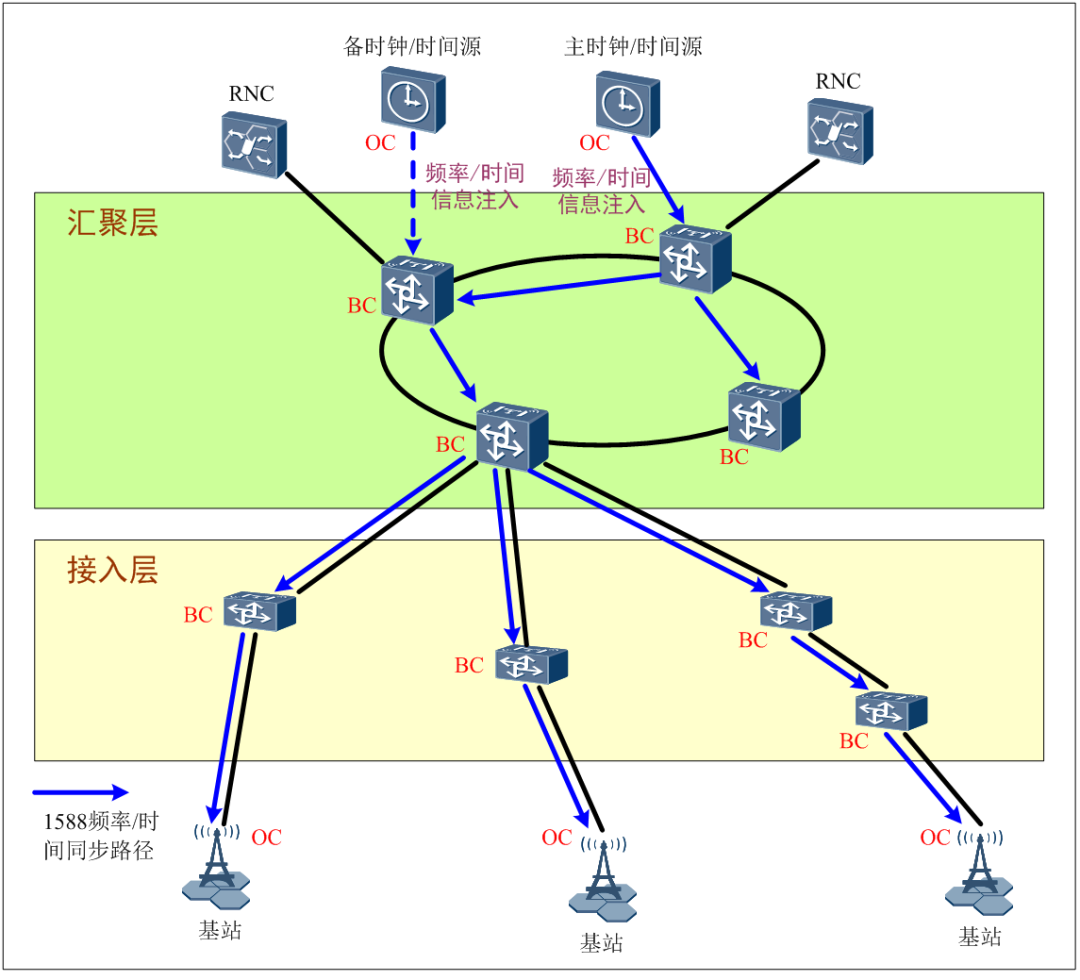 备时钟/时间源
主时钟/时间源
RNC
RNC
OC
OC
频率/时间
信息注入
频率/时间
信息注入
汇聚层
BC
BC
BC
BC
接入层
BC
BC
BC
BC
1588频率/时
间同步路径
OC
OC
OC
基站
基站
基站